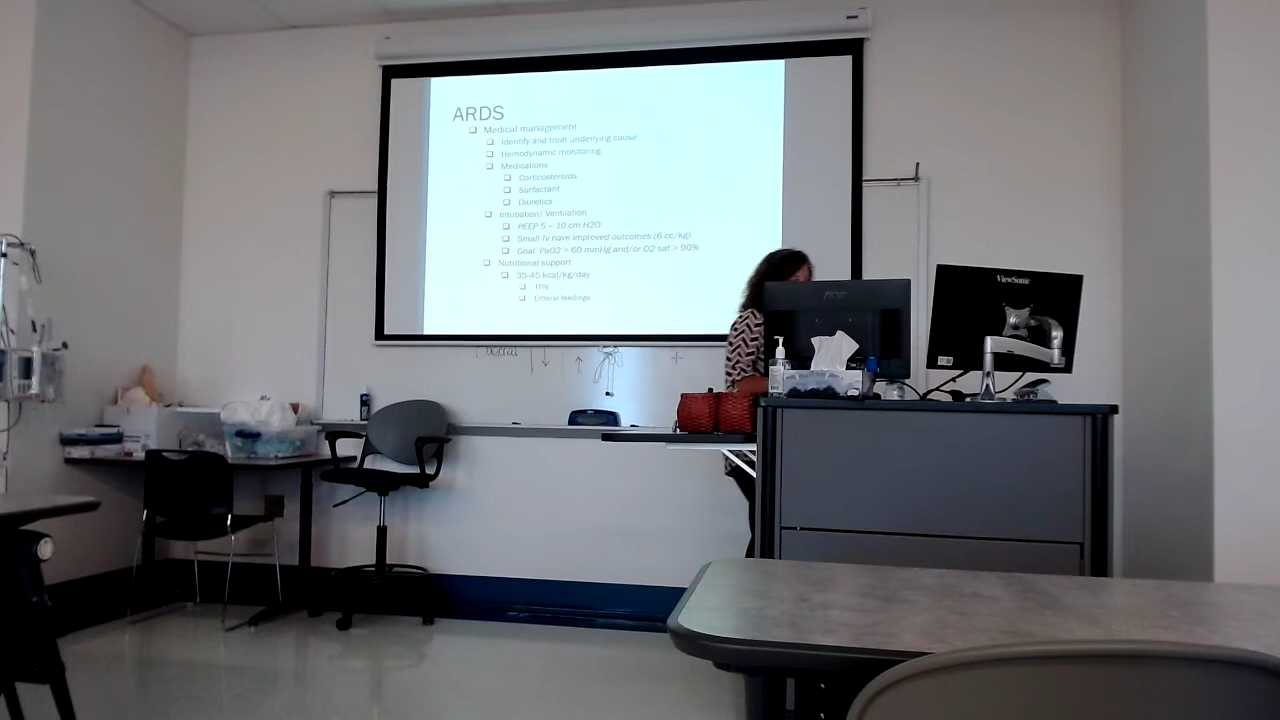 ARDS
❑ Medical management
❑ Identify and treat underlying cause
❑ Hemodynamic monitoring
❑ Medications
❑ Corticosteroids
❑ Surfactant
❑ Diuretics
❑ Intubation/ Ventilation
❑ PEEP 5 – 10 cm H2O
❑ Small Tv have improved outcomes (6 cc/kg)
❑ Goal: PaO2 > 60 mmHg and/or O2 sat > 90%
❑ Nutritional support
❑ 35-45 kcal/kg/day
❑ TPN
❑ Enteral feedings
ViewSonic
AOC